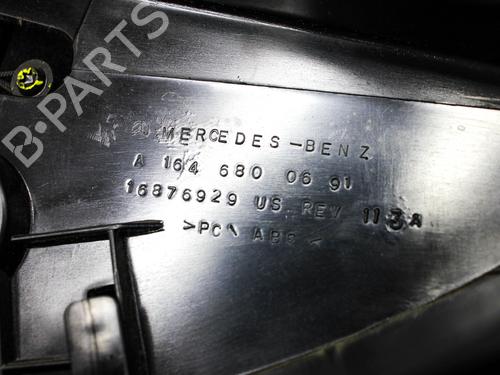 B-PARTS
MERCEDES-BENZ
A 164 680 06 91
16876929 US REV 113A
>PC\ABS<